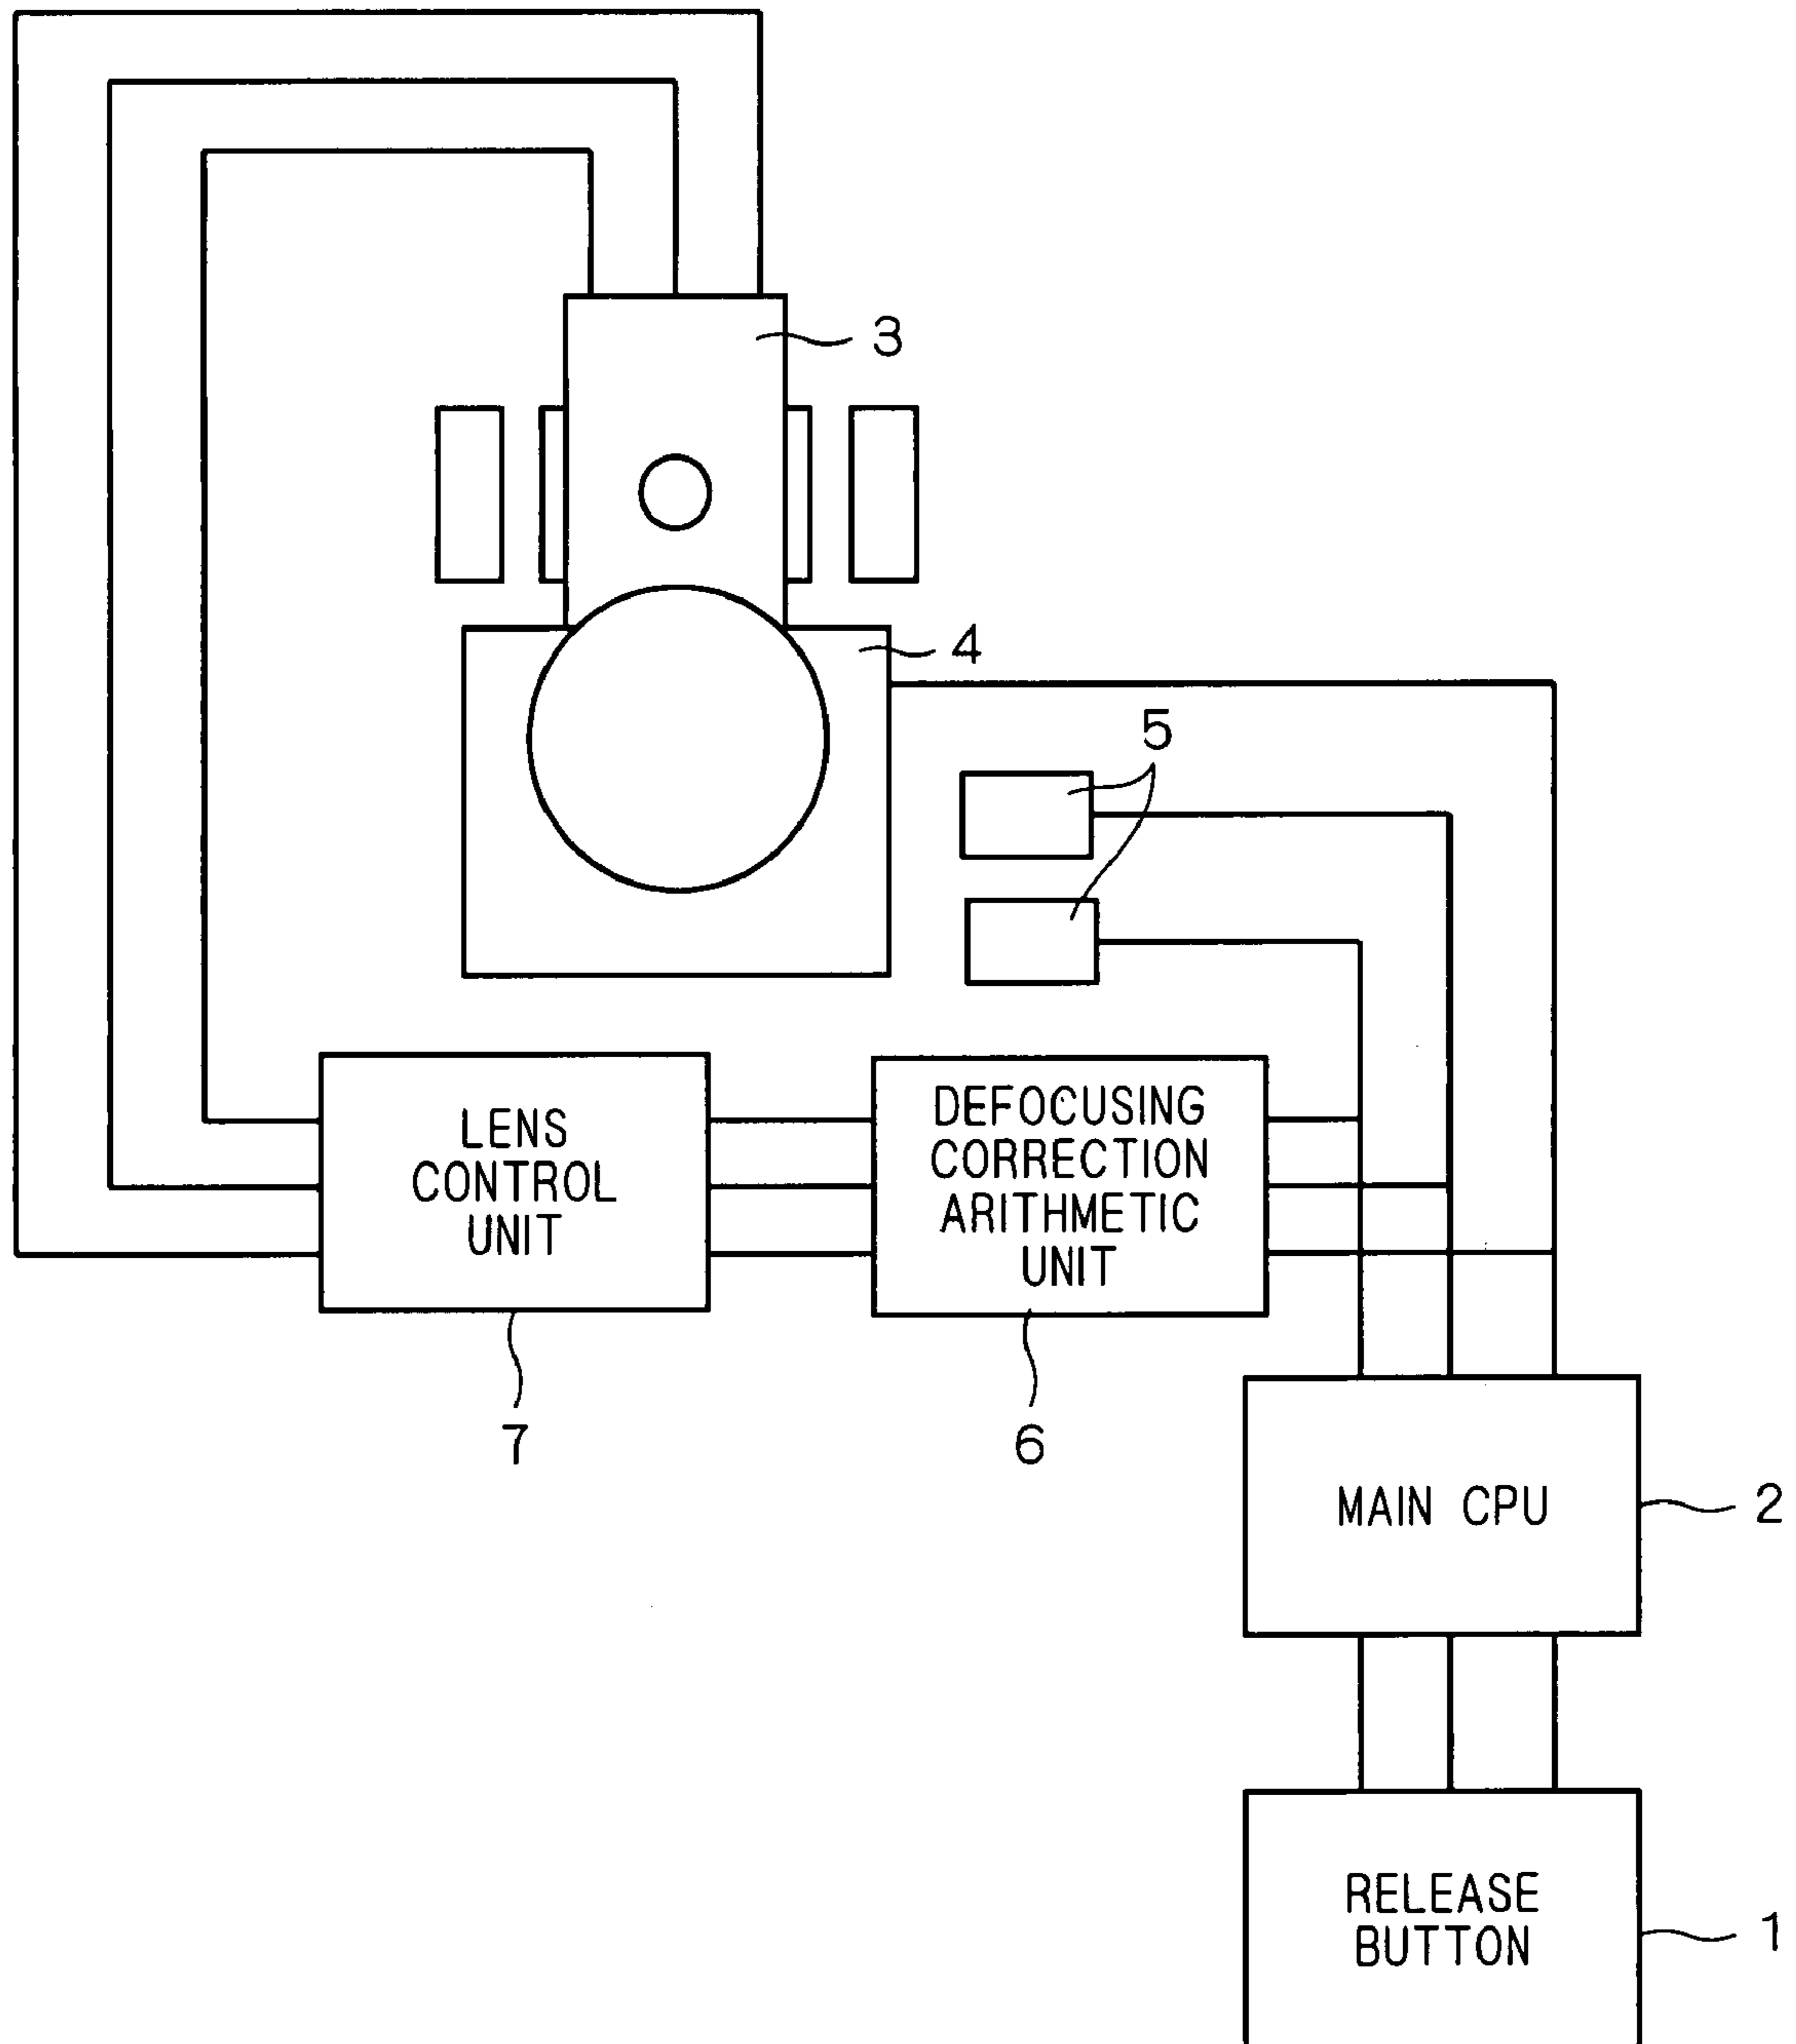 3
4
5
LENS
CONTROL
UNIT
DEFOCUSING
CORRECTION
ARITHMETIC
UNIT
7
6
MAIN CPU
2
RELEASE
BUTTON
1